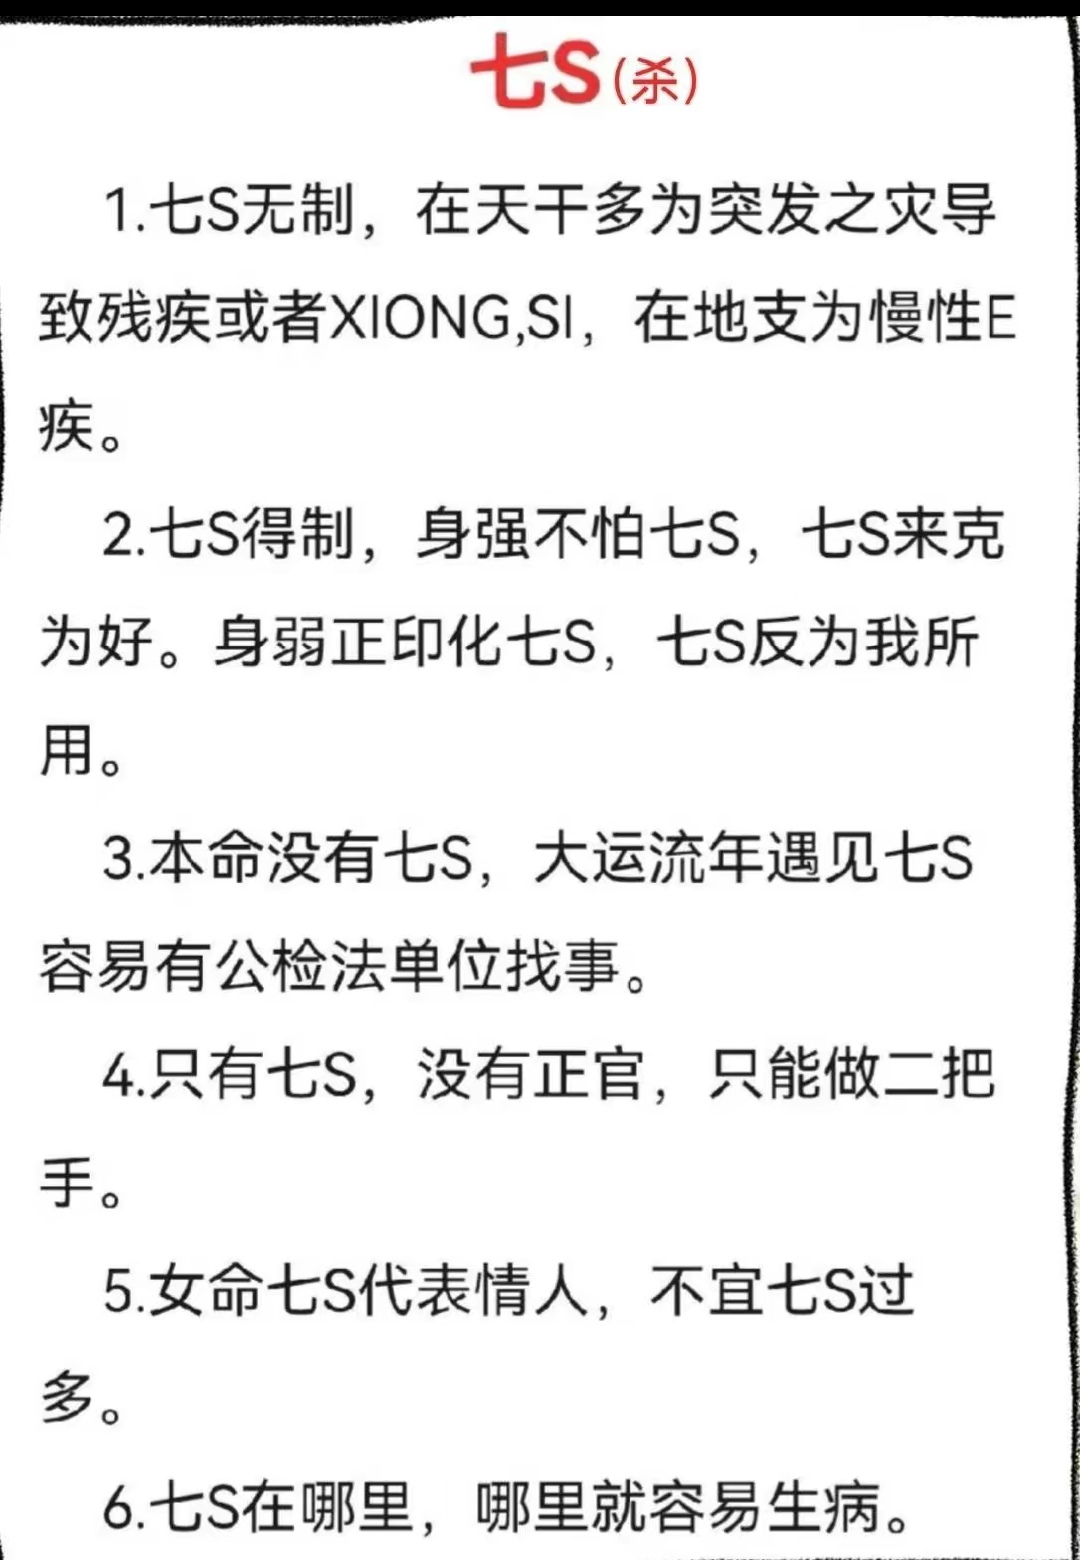 七S(杀)
1.七S无制，在天干多为突发之灾导
致残疾或者XIONG,SI，在地支为慢性E
疾。
2.七S得制，身强不怕七S，七S来克
为好。身弱正印化七S，七S反为我所
用。
3.本命没有七S，大运流年遇见七S
容易有公检法单位找事。
4.只有七S，没有正官，只能做二把
手。
5.女命七S代表情人，不宜七S过
多。
6.七S在哪里，哪里就容易生病。